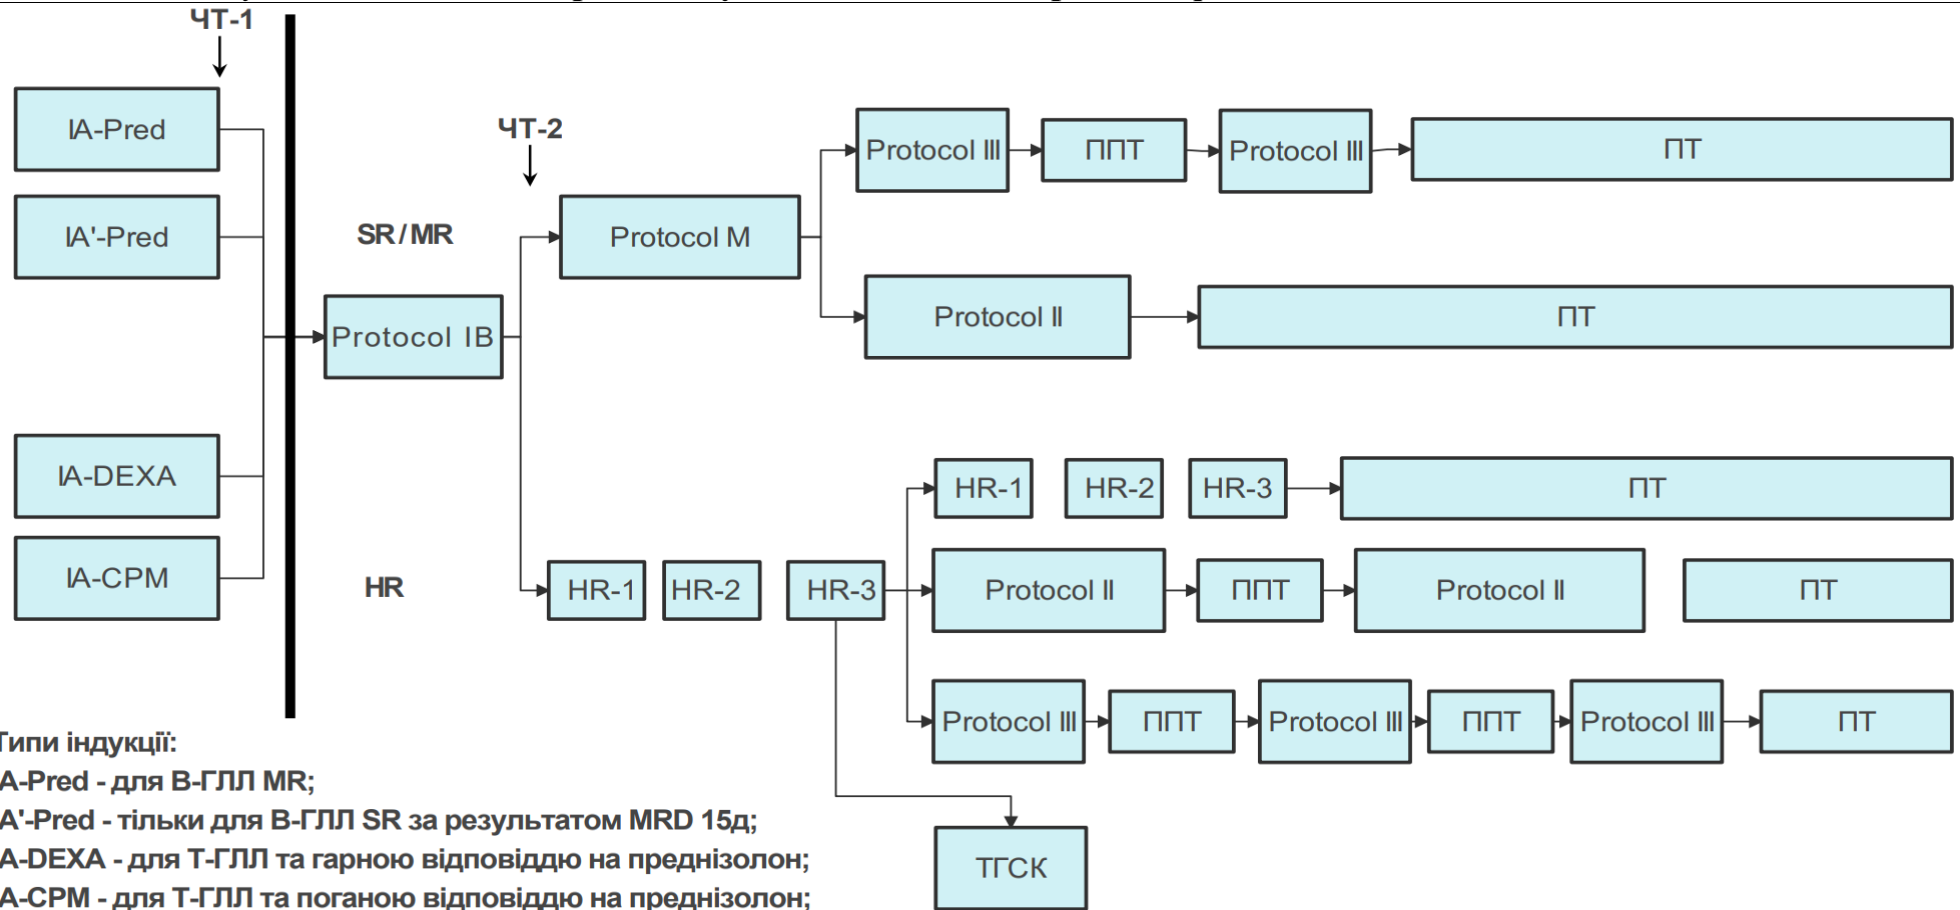 ЧТ-1
IA-Pred
ЧТ-2
Protocol III
ППТ
Protocol III
ПТ
IA'-Pred
SR / MR
Protocol M
Protocol IB
Protocol II
ПТ
IA-DEXA
HR-1
HR-2
HR-3
ПТ
IA-CPM
HR
HR-1
HR-2
HR-3
Protocol II
ППТ
Protocol II
ПТ
Protocol III
ППТ
Protocol III
ППТ
Protocol III
ПТ
Типи індукції:
A-Pred - для В-ГЛЛ MR;
A'-Pred - тільки для В-ГЛЛ SR за результатом MRD 15д;
A-DEXA - для Т-ГЛЛ та гарною відповіддю на преднізолон;
A-CPM - для Т-ГЛЛ та поганою відповіддю на преднізолон;
ТГСК